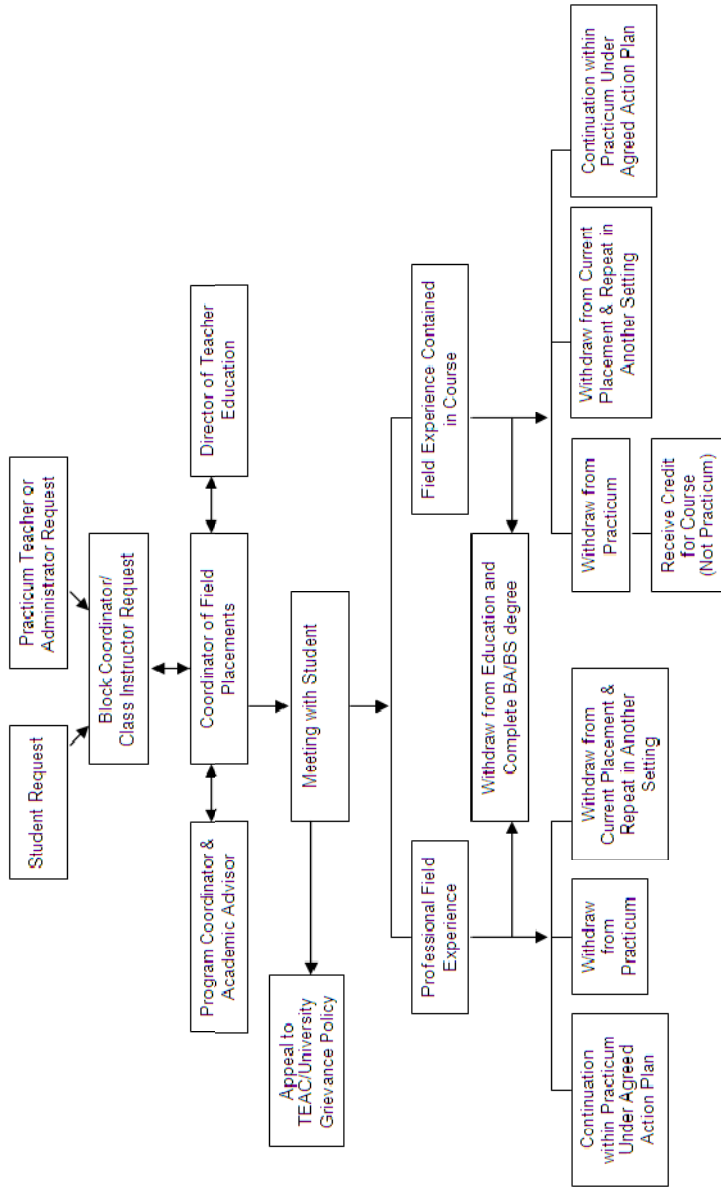 Student Request
Practicum Teacher or
Administrator Request
Block Coordinator/
Class Instructor Request
Program Coordinator &
Academic Advisor
Coordinator of Field
Placements
Director of Teacher
Education
Appeal to
TEAC/University
Grievance Policy
Meeting with Student
Professional Field
Experience
Field Experience Contained
in Course
Withdraw from Education and
Complete BA/BS degree
Continuation
within Practicum
Under Agreed
Action Plan
Withdraw
from
Practicum
Withdraw from
Current Placement &
Repeat in Another
Setting
Withdraw from
Practicum
Receive Credit
for Course
(Not Practicum)
Withdraw from Current
Placement & Repeat in
Another Setting
Continuation within
Practicum Under
Agreed Action Plan